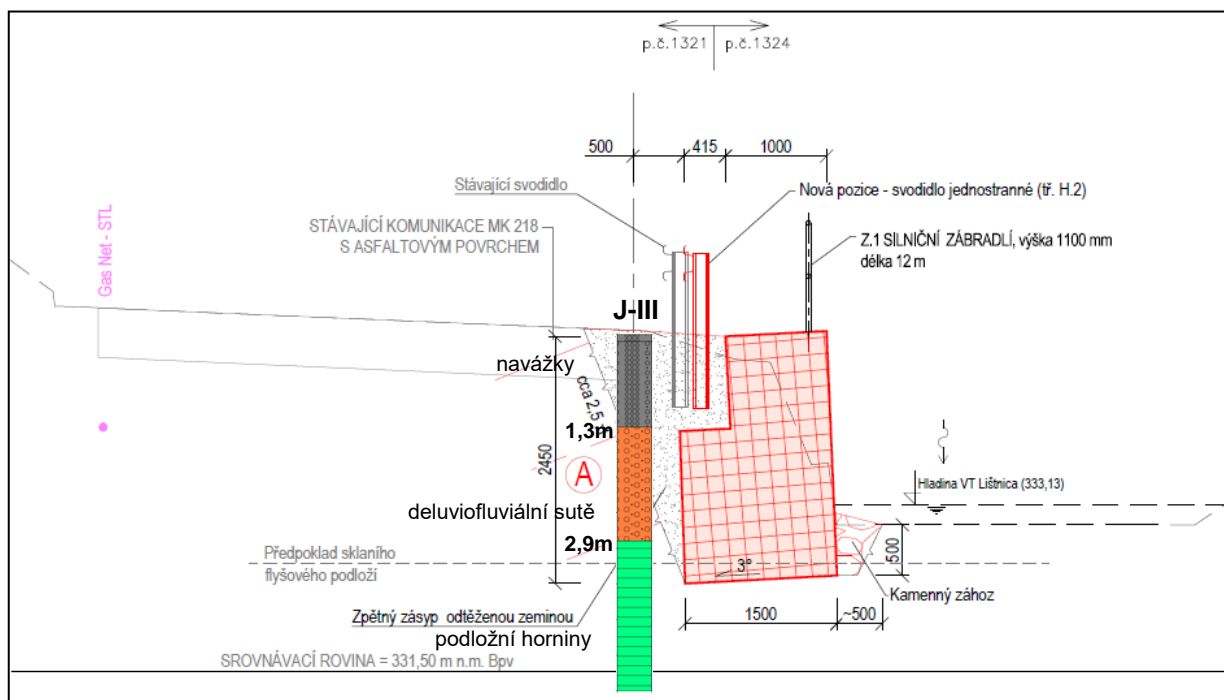 p.č.1321
p.č.1324
500
415
1000
Stávající svodidlo
Nová pozice - svodidlo jednostranné (tř. H.2)
Gas Net - STL
STÁVAJÍCÍ KOMUNIKACE MK 218
S ASFALTOVÝM POVRCHEM
Z.1 SILNIČNÍ ZÁBRADLÍ, výška 1100 mm
délka 12 m
J-III
navážky
cca 2,5
1,3m
2450
A
Hladina VT Lištnica (333,13)
deluviofluviální sutě
2,9m
Předpoklad sklaního
flyšového podloží
500
3°
Kamenný zához
Zpětný zásyp odtěženou zeminou
1500
~500
podložní horniny
SROVNÁVACÍ ROVINA = 331,50 m n.m. Bpv